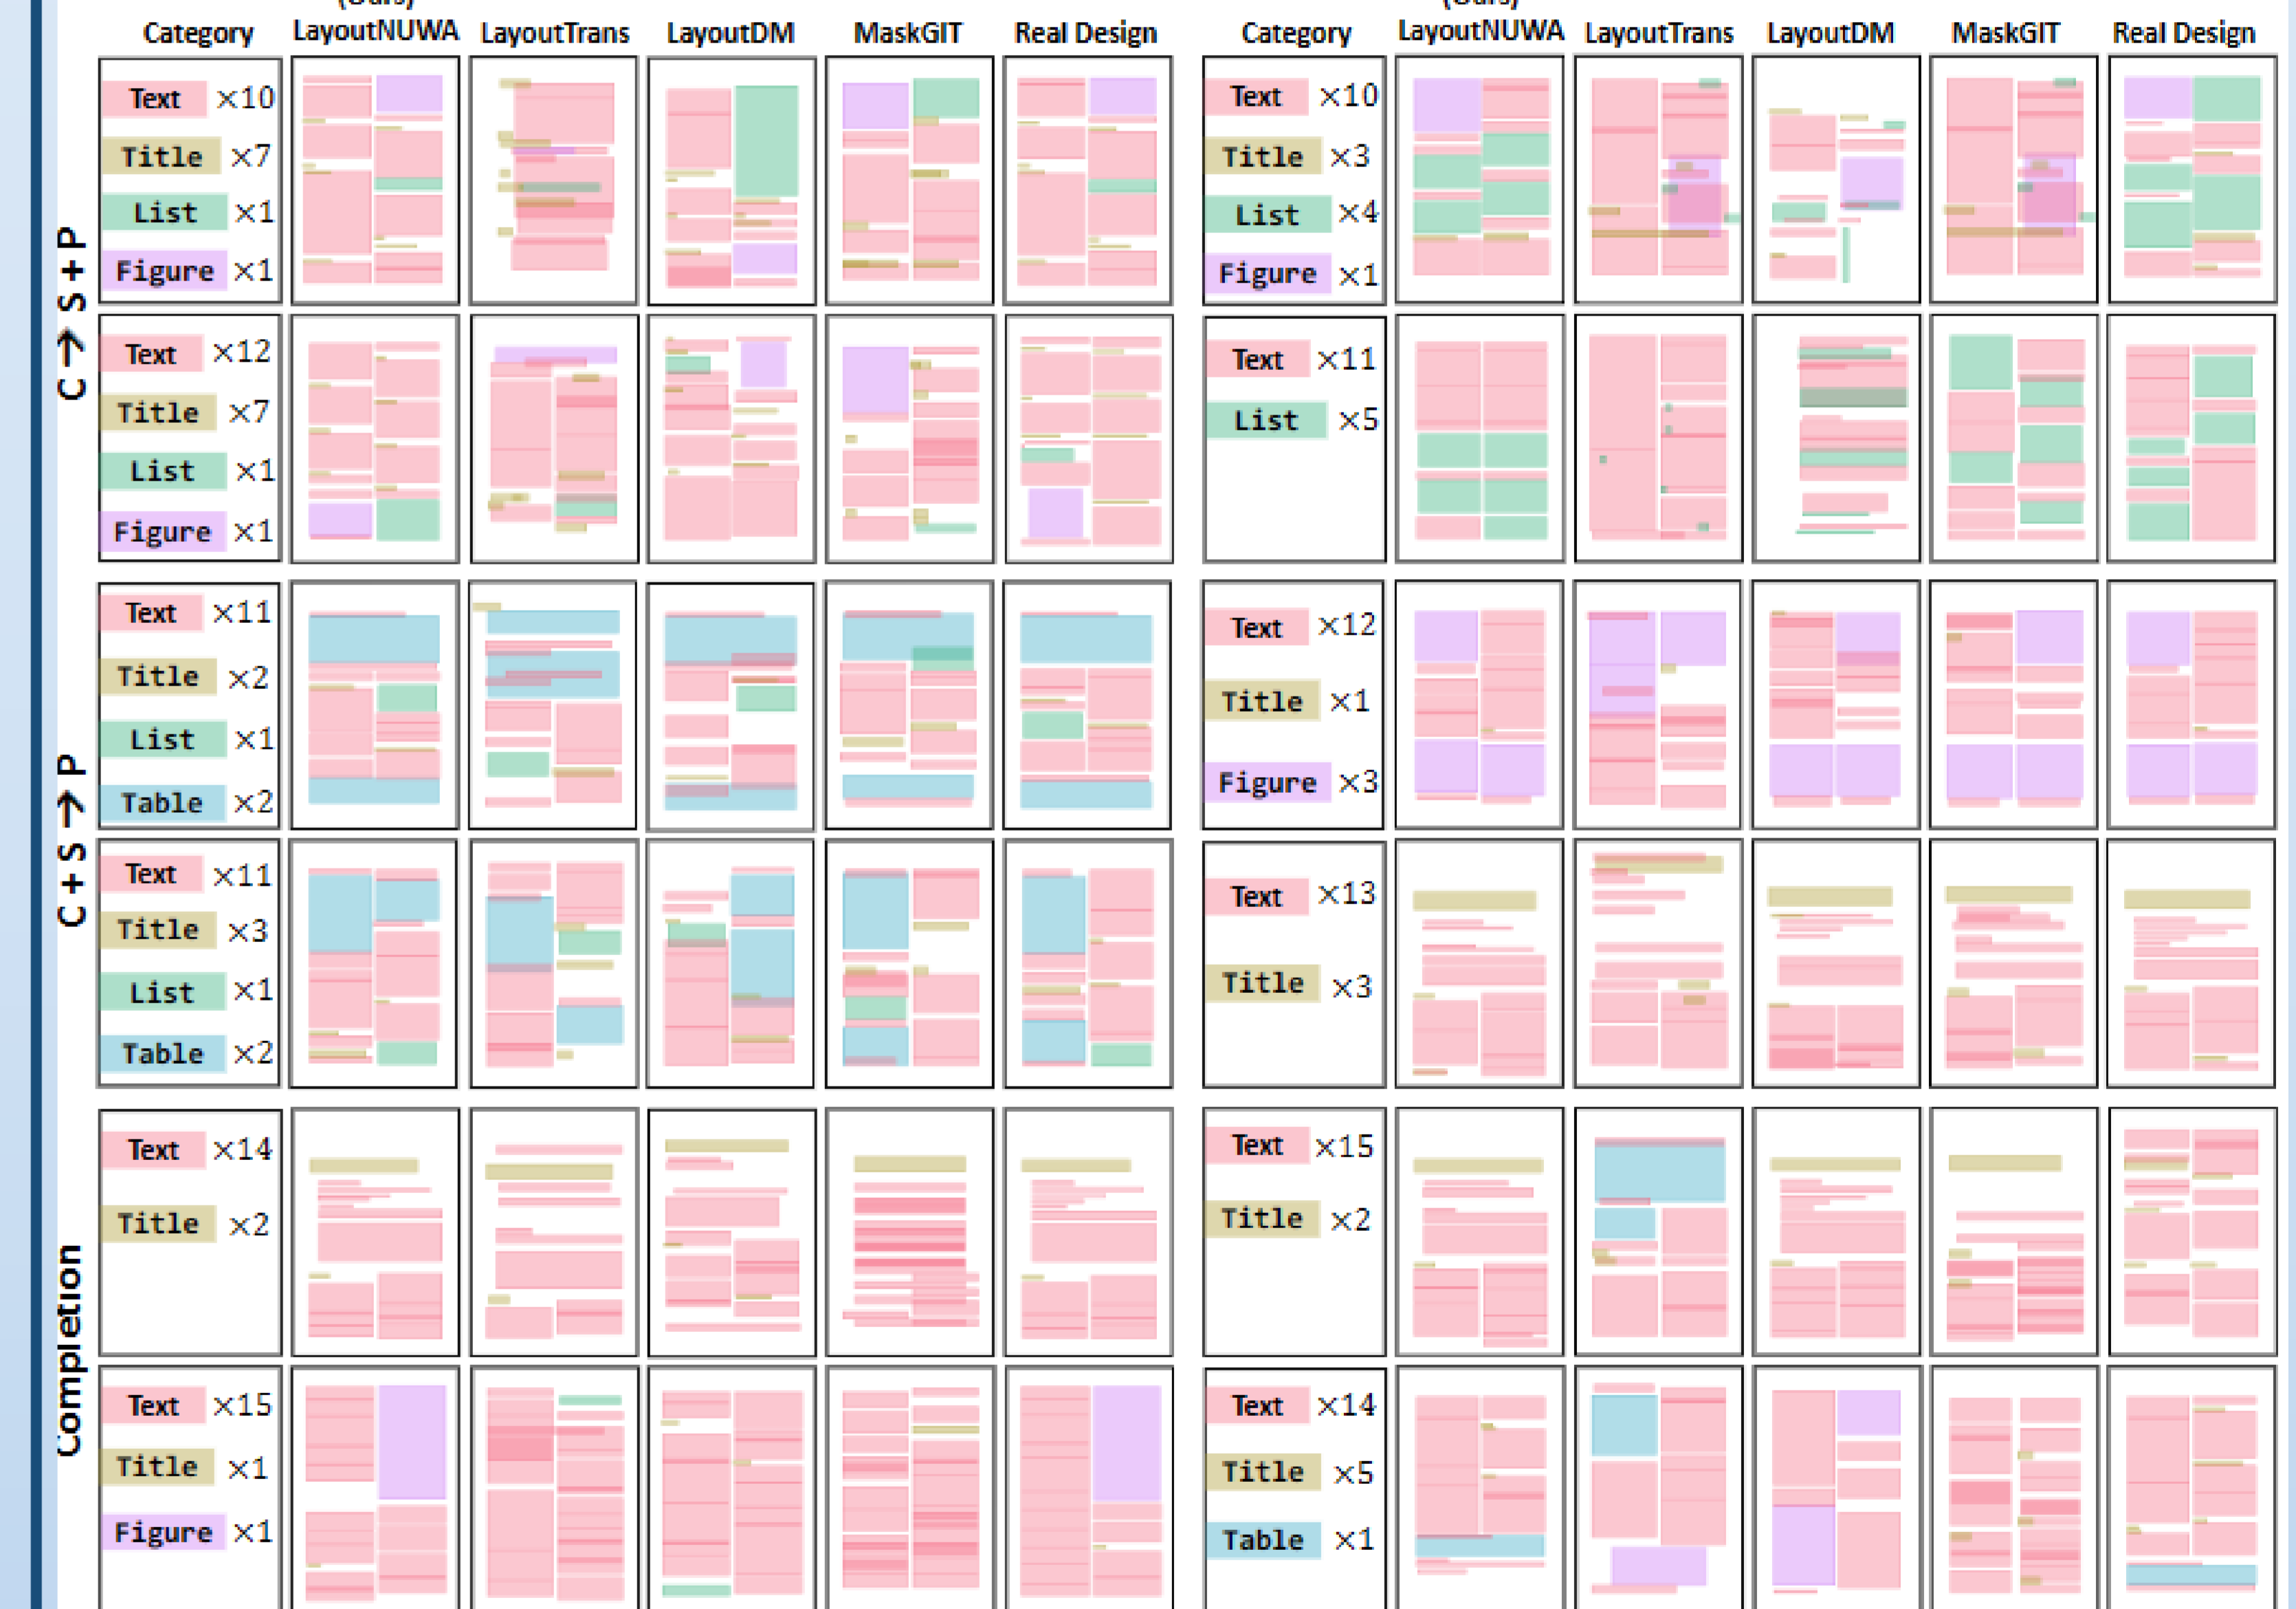 (Ours) (Ours)
Category LayoutNUWA LayoutTrans LayoutDM MaskGIT Real Design Category LayoutNUWA LayoutTrans LayoutDM MaskGIT Real Design
C → S + P
Text ×10
Title ×7
List ×1
Figure ×1
Text ×10
Title ×3
List ×4
Figure ×1
Text ×12
Title ×7
List ×1
Figure ×1
Text ×11
List ×5
C + S → P
Text ×11
Title ×2
List ×1
Table ×2
Text ×12
Title ×1
Figure ×3
Text ×11
Title ×3
List ×1
Table ×2
Text ×13
Title ×3
Completion
Text ×14
Title ×2
Text ×15
Title ×2
Text ×15
Title ×1
Figure ×1
Text ×14
Title ×5
Table ×1